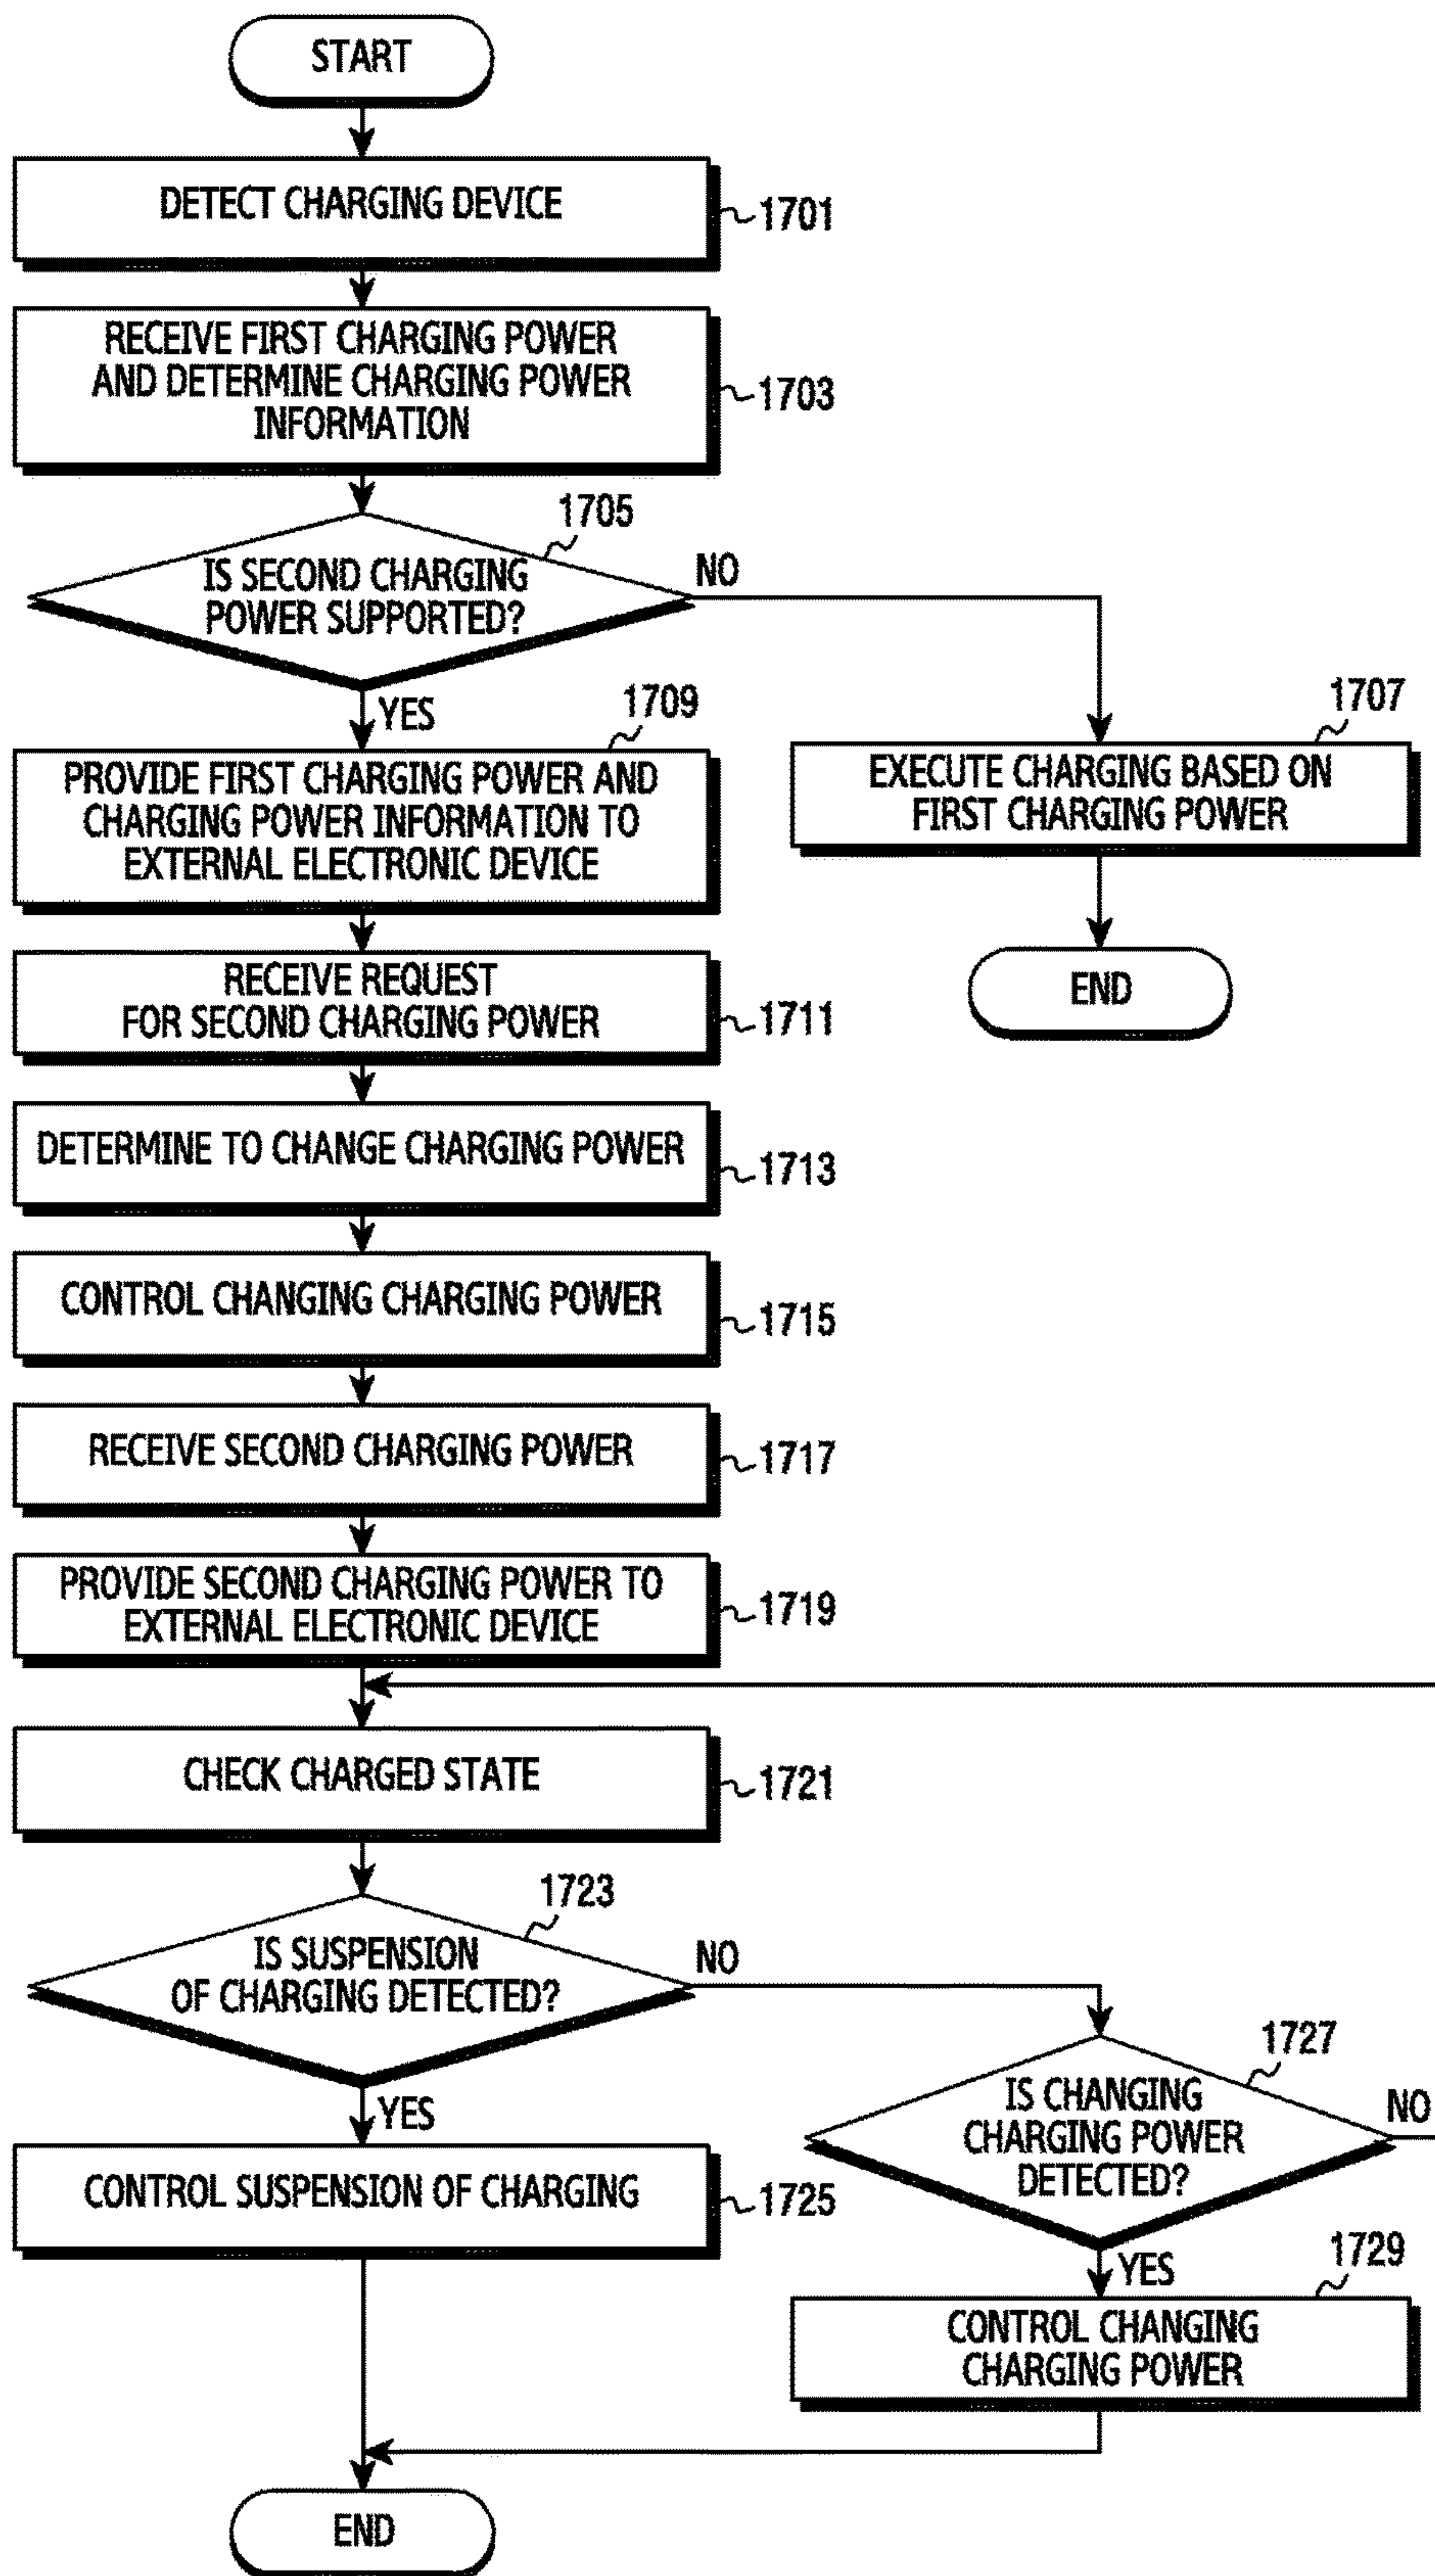 START
DETECT CHARGING DEVICE
1701
RECEIVE FIRST CHARGING POWER
AND DETERMINE CHARGING POWER
INFORMATION
1703
1705
IS SECOND CHARGING
POWER SUPPORTED?
NO
YES
1707
EXECUTE CHARGING BASED ON
FIRST CHARGING POWER
END
1709
PROVIDE FIRST CHARGING POWER AND
CHARGING POWER INFORMATION TO
EXTERNAL ELECTRONIC DEVICE
RECEIVE REQUEST
FOR SECOND CHARGING POWER
1711
DETERMINE TO CHANGE CHARGING POWER
1713
CONTROL CHANGING CHARGING POWER
1715
RECEIVE SECOND CHARGING POWER
1717
PROVIDE SECOND CHARGING POWER TO
EXTERNAL ELECTRONIC DEVICE
1719
CHECK CHARGED STATE
1721
1723
IS SUSPENSION
OF CHARGING DETECTED?
NO
YES
CONTROL SUSPENSION OF CHARGING
1725
1727
IS CHANGING
CHARGING POWER
DETECTED?
NO
YES
1729
CONTROL CHANGING
CHARGING POWER
END